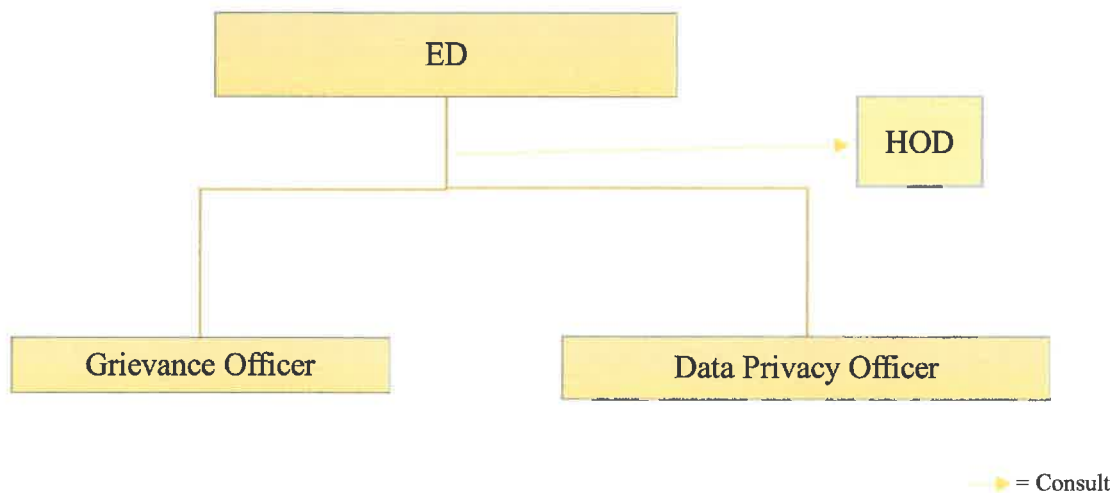 ED
HOD
Grievance Officer
Data Privacy Officer
= Consult